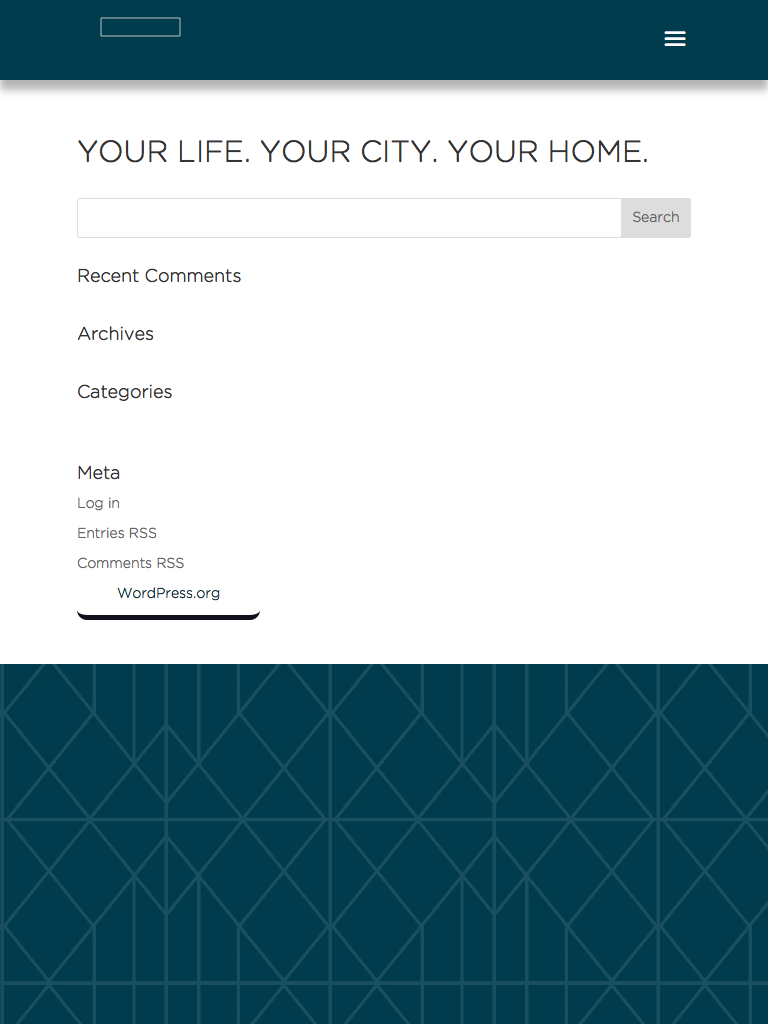 YOUR LIFE. YOUR CITY. YOUR HOME.
Search
Recent Comments
Archives
Categories
Meta
Log in
Entries RSS
Comments RSS
WordPress.org